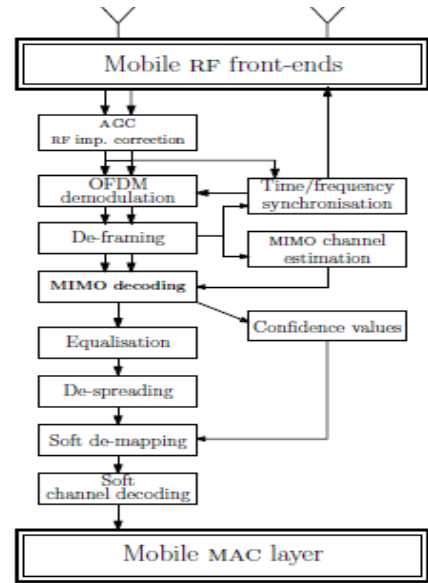 Mobile RF front-ends
AGC
RF imp. correction
OFDM
demodulation
Time/frequency
synchronisation
De-framing
MIMO channel
estimation
MIMO decoding
Confidence values
Equalisation
De-spreading
Soft de-mapping
Soft
channel decoding
Mobile MAC layer